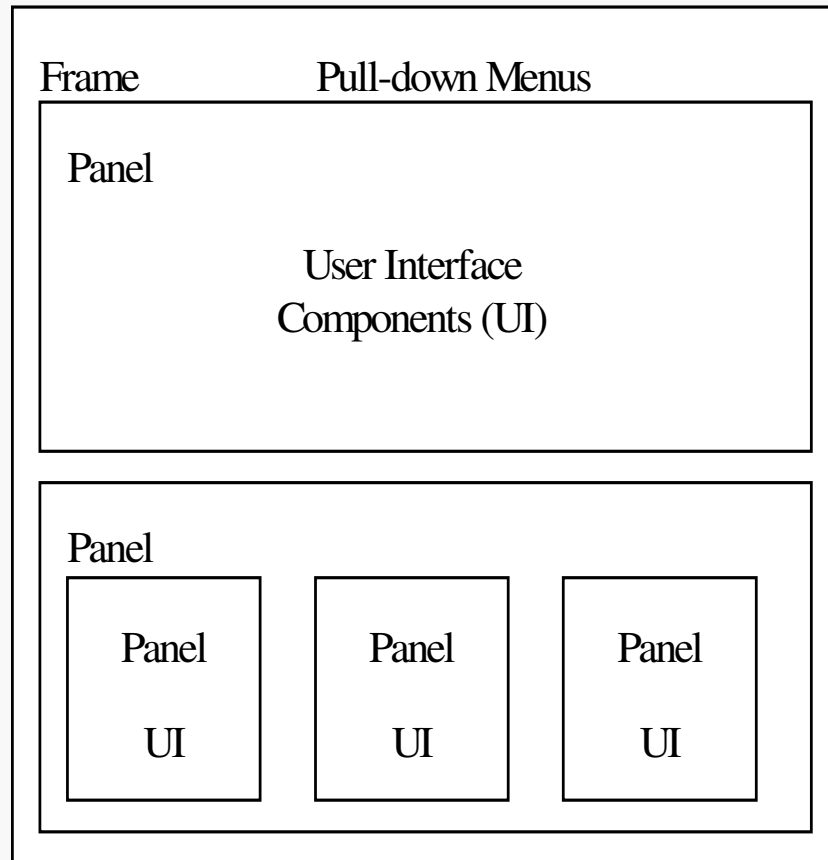 Frame Pull-down Menus
Panel
User Interface
Components (UI)
Panel
Panel Panel Panel
UI UI UI